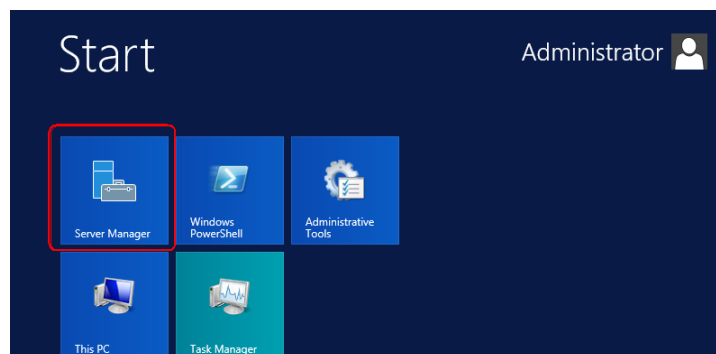 Start
Administrator
Server Manager
Windows
PowerShell
Administrative
Tools
This PC
Task Manager